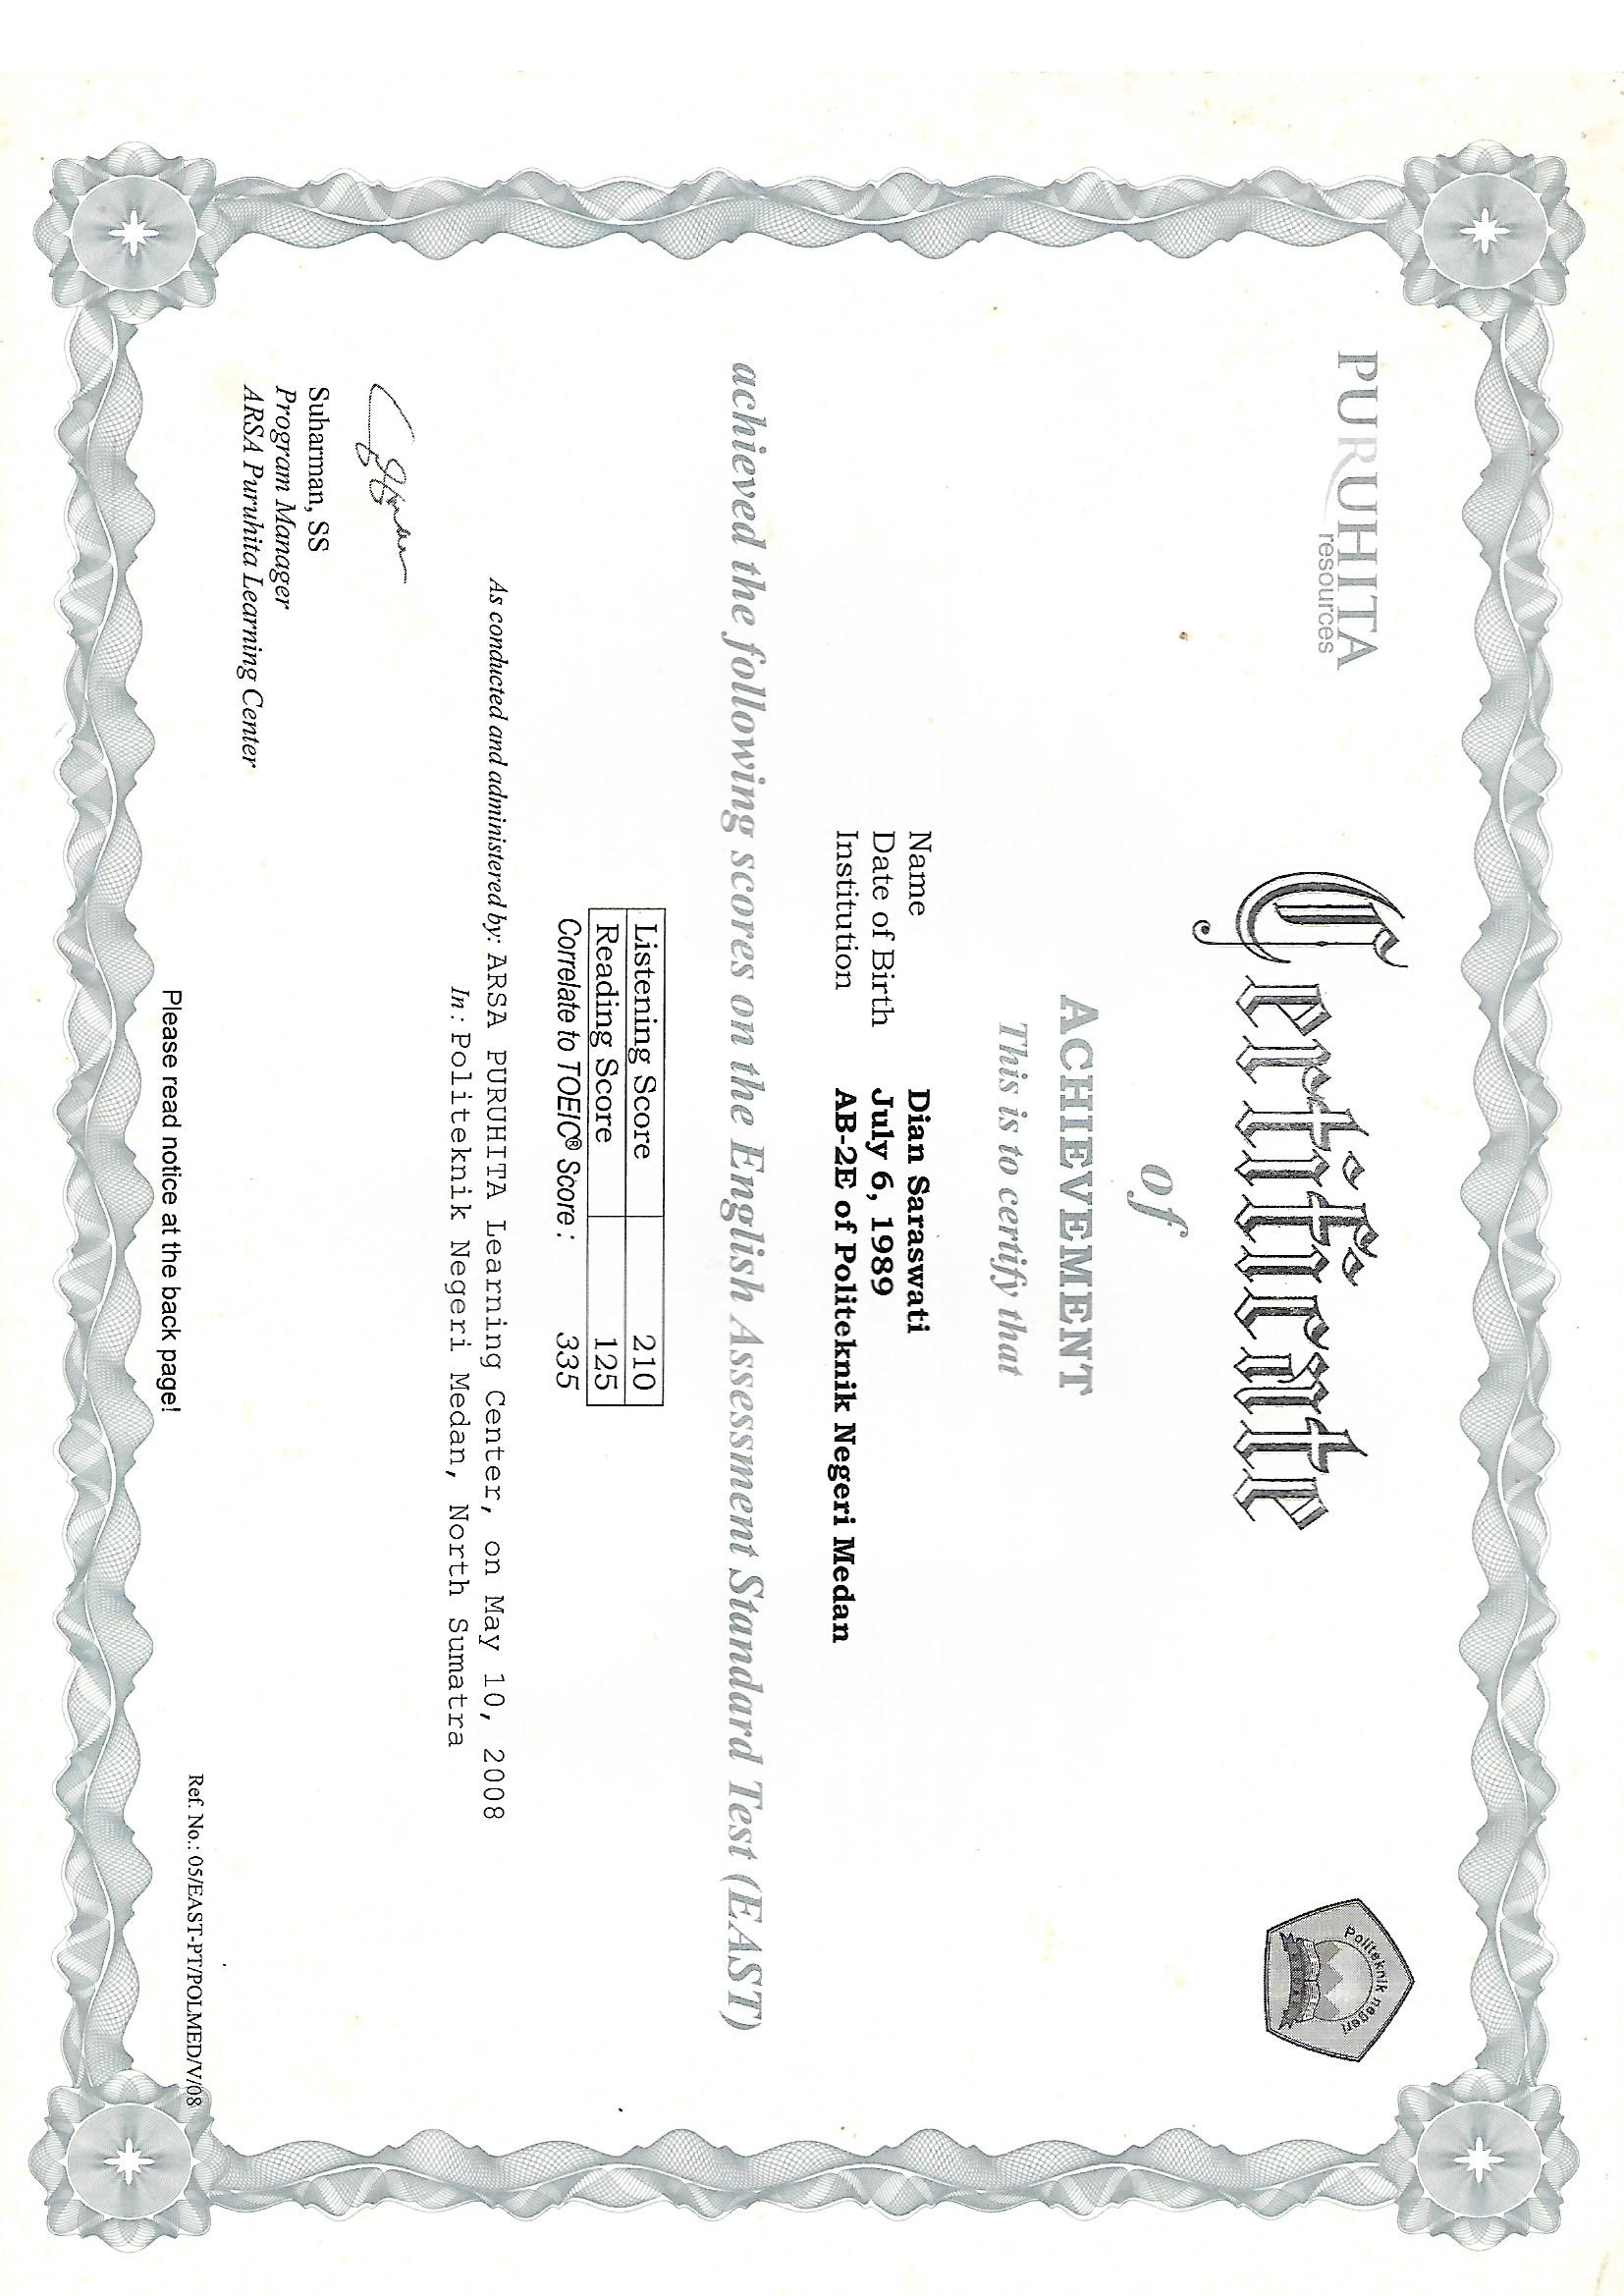 PURUHITA
resources
Certificate
of
ACHIEVEMENT
This is to certify that
Name Dian Saraswati
Date of Birth July 6, 1989
Institution AB-2E of Politeknik Negeri Medan
achieved the following scores on the English Assessment Standard Test (EAST)
Listening Score 210
Reading Score 125
Correlate to TOEIC® Score : 335
As conducted and administered by: ARSA PURUHITA Learning Center, on May 10, 2008
In: Politeknik Negeri Medan, North Sumatra
Suharman, SS
Program Manager
ARSA Puruhita Learning Center
Please read notice at the back page!
Ref. No.: 05/EAST-PT/POLMED/V/08
Politeknik negeri